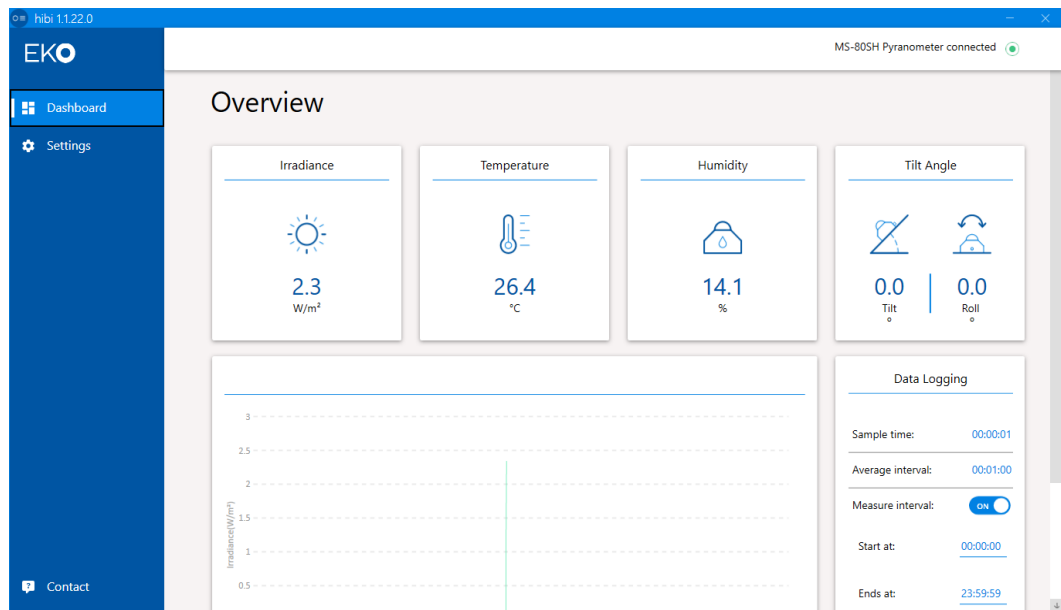 hibi 1.1.22.0
EKO
MS-80SH Pyranometer connected
Dashboard
Settings
Contact
Overview
Irradiance
2.3
W/m²
Temperature
26.4
°C
Humidity
14.1
%
Tilt Angle
0.0
Tilt
°
0.0
Roll
°
3
2.5
2
1.5
1
0.5
Irradiance(W/m²)
Data Logging
Sample time: 00:00:01
Average interval: 00:01:00
Measure interval: ON
Start at: 00:00:00
Ends at: 23:59:59